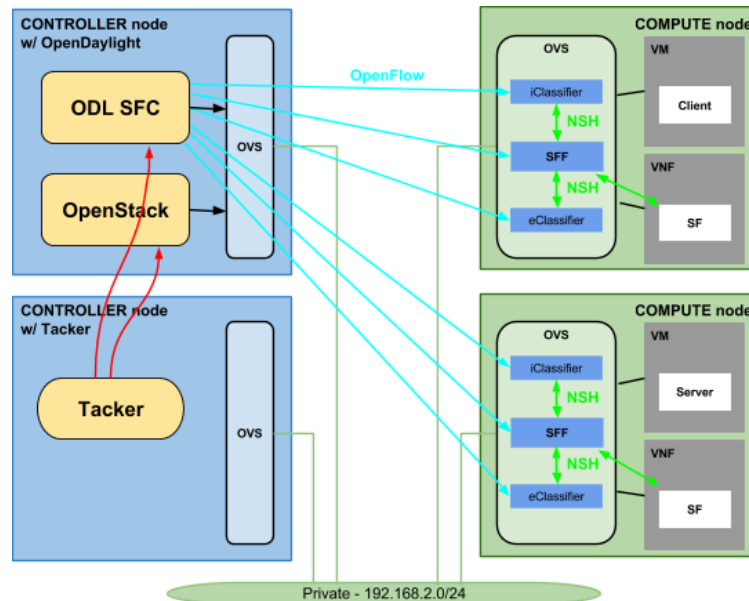 CONTROLLER node
w/ OpenDaylight
ODL SFC
OpenStack
OVS
OpenFlow
COMPUTE node
OVS
iClassifier
NSH
SFF
NSH
eClassifier
VM
Client
VNF
SF
CONTROLLER node
w/ Tacker
Tacker
OVS
COMPUTE node
OVS
iClassifier
NSH
SFF
NSH
eClassifier
VM
Server
VNF
SF
Private - 192.168.2.0/24